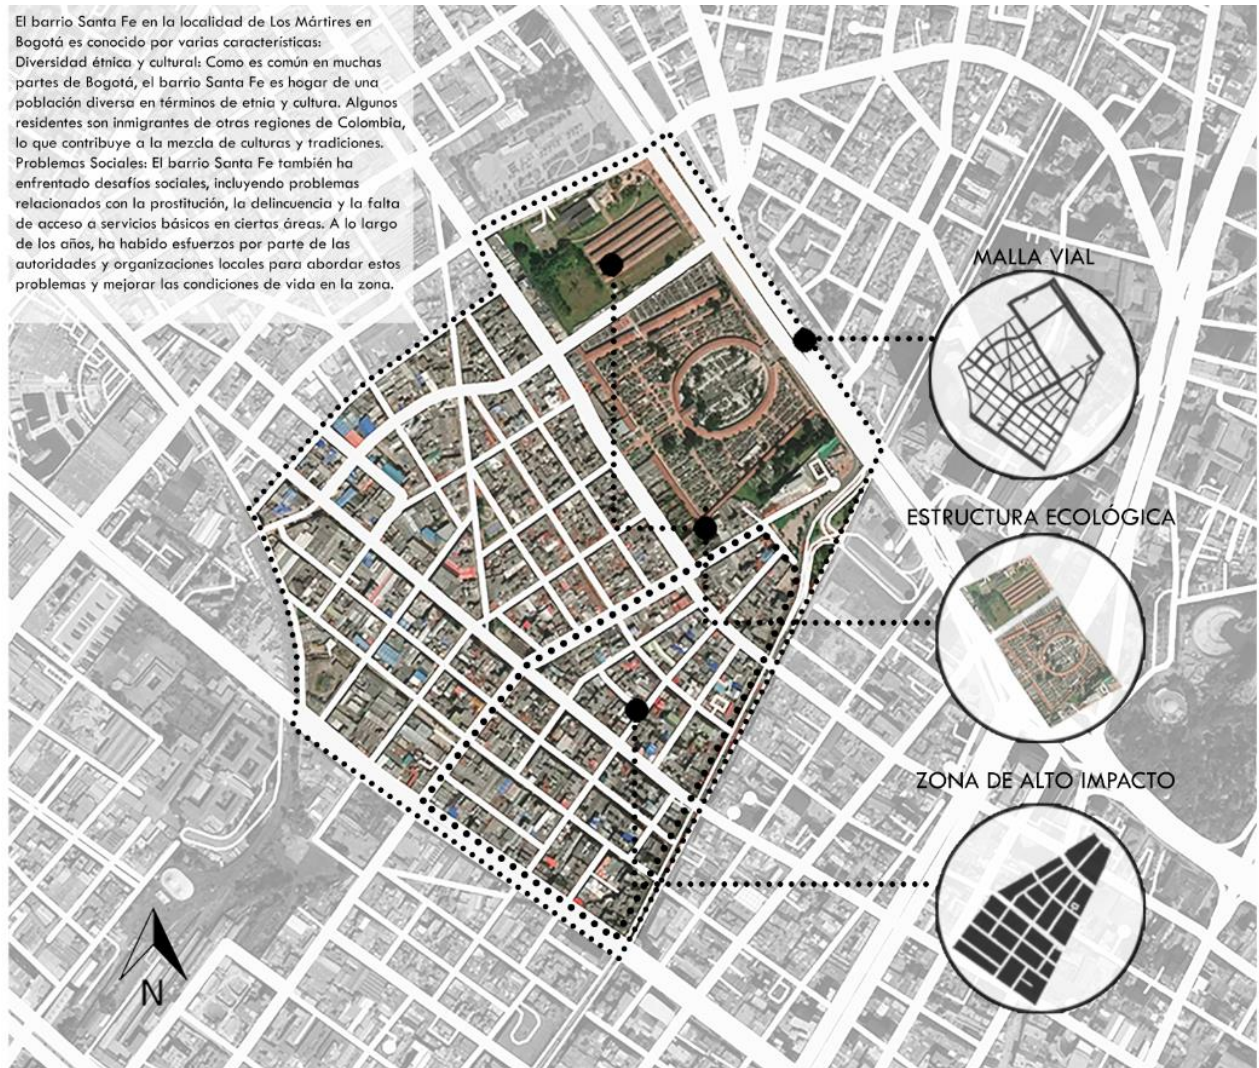 El barrio Santa Fe en la localidad de Los Mártires en
Bogotá es conocido por varias características:
Diversidad étnica y cultural: Como es común en muchas
partes de Bogotá, el barrio Santa Fe es hogar de una
población diversa en términos de etnia y cultura. Algunos
residentes son inmigrantes de otras regiones de Colombia,
lo que contribuye a la mezcla de culturas y tradiciones.
Problemas Sociales: El barrio Santa Fe también ha
enfrentado desafíos sociales, incluyendo problemas
relacionados con la prostitución, la delincuencia y la falta
de acceso a servicios básicos en ciertas áreas. A lo largo
de los años, ha habido esfuerzos por parte de las
autoridades y organizaciones locales para abordar estos
problemas y mejorar las condiciones de vida en la zona.
MALLA VIAL
ESTRUCTURA ECOLÓGICA
ZONA DE ALTO IMPACTO
N